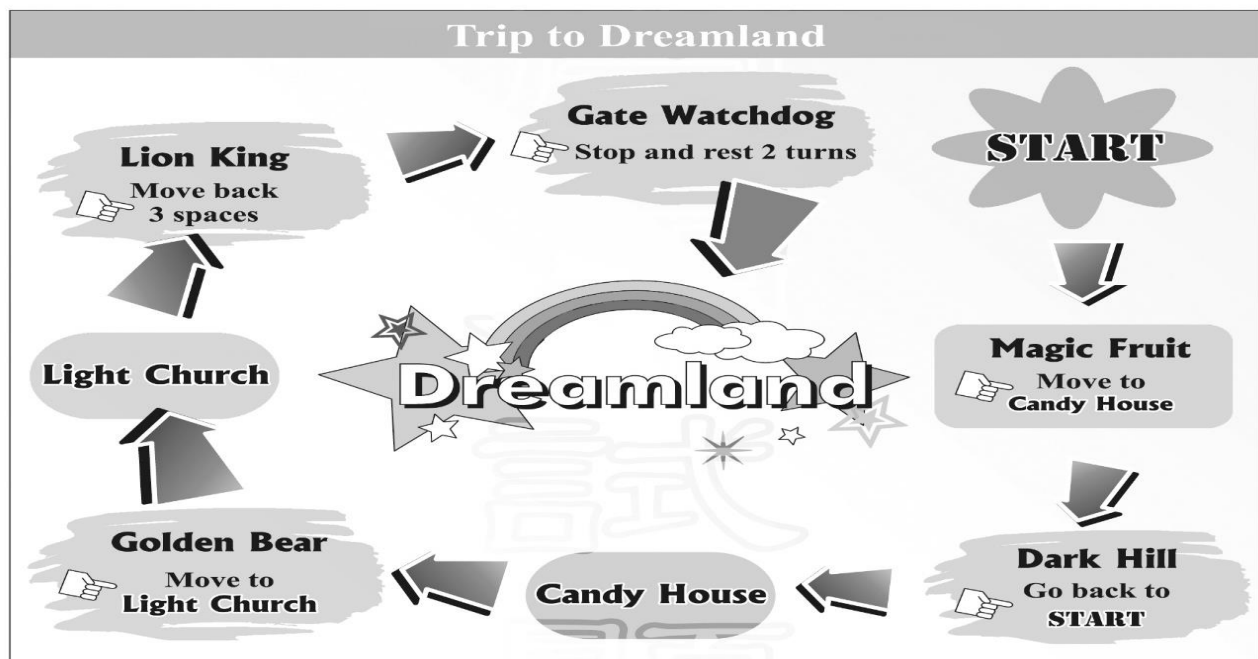 Trip to Dreamland
START
Magic Fruit
Move to
Candy House
Dark Hill
Go back to
START
Candy House
Golden Bear
Move to
Light Church
Light Church
Lion King
Move back
3 spaces
Gate Watchdog
Stop and rest 2 turns
Dreamland
試